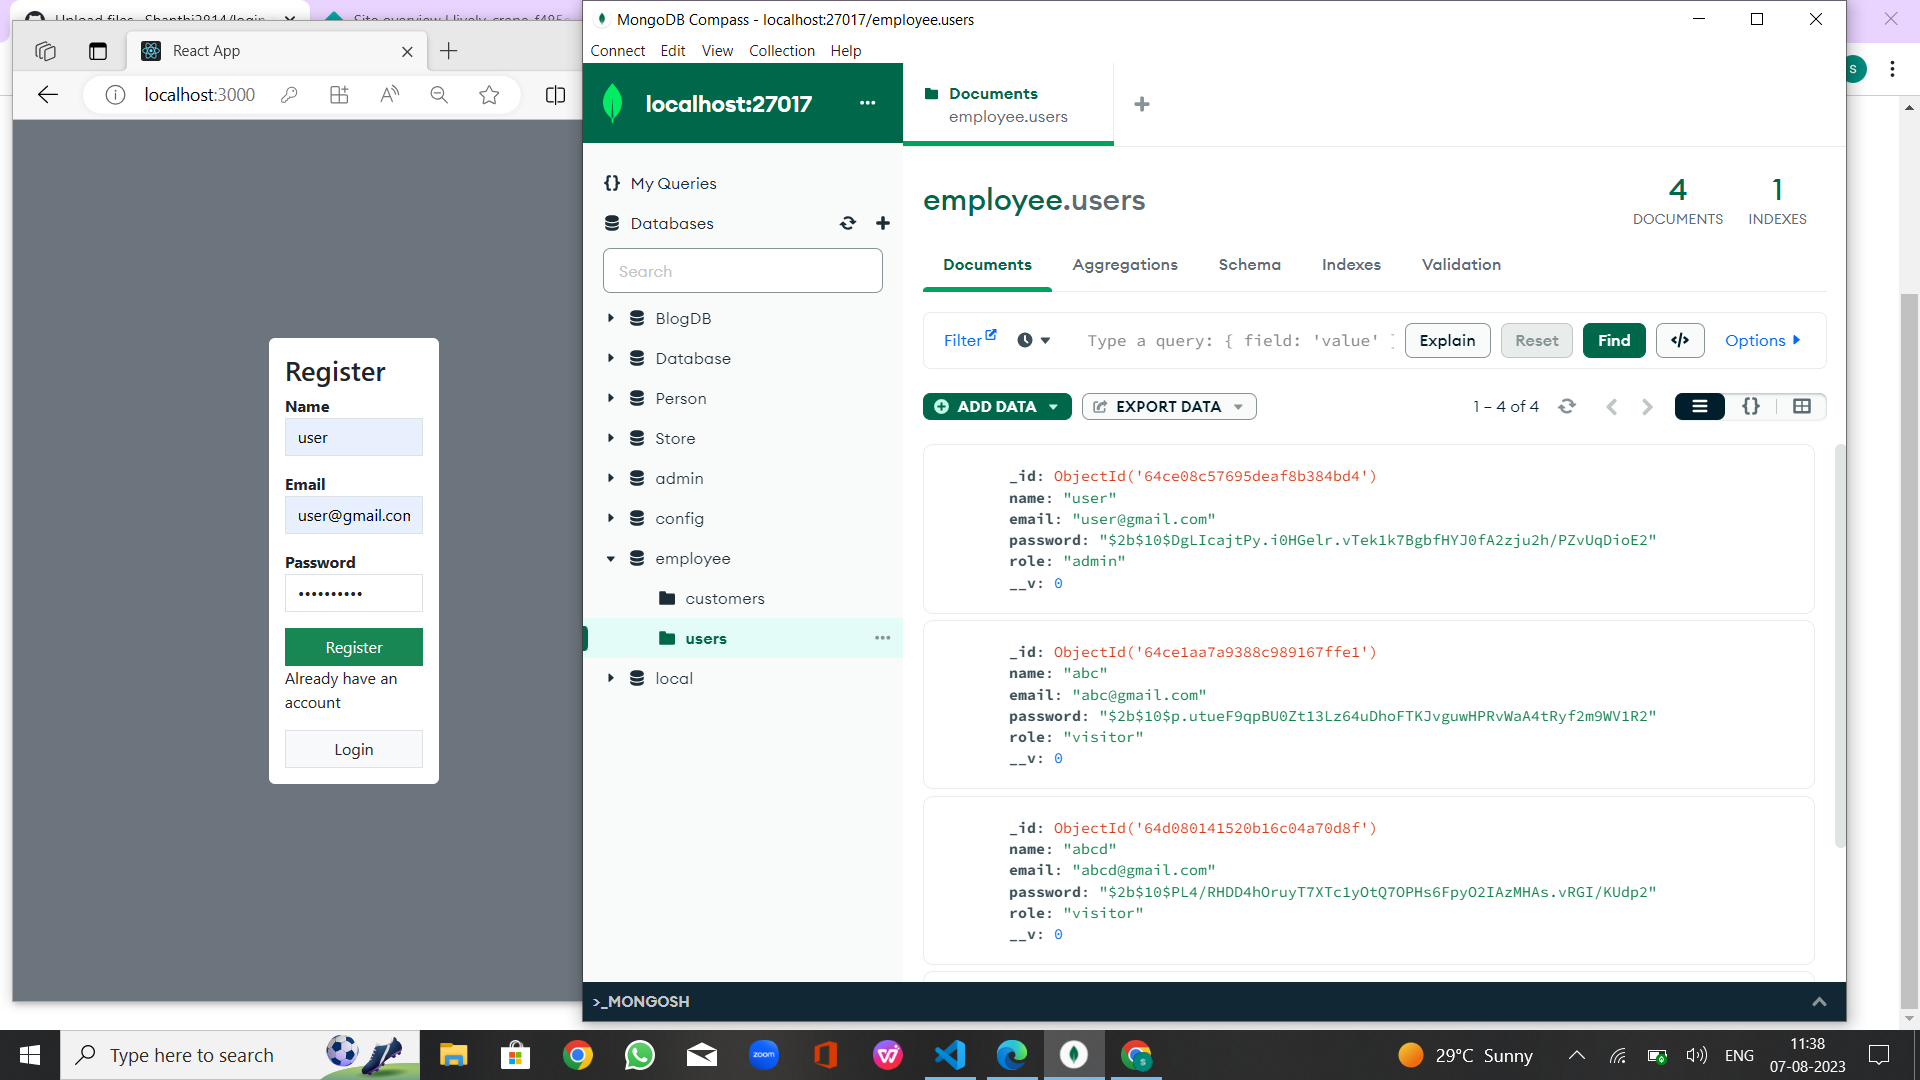 Upload files · Shanthi2814/login
Site overview | lively-crepe-f485c
React App
localhost:3000
Register
Name
user
Email
user@gmail.con
Password
Register
Already have an
account
Login
MongoDB Compass - localhost:27017/employee.users
Connect Edit View Collection Help
localhost:27017
My Queries
Databases
Search
BlogDB
Database
Person
Store
admin
config
employee
customers
users
local
Documents
employee.users
employee.users
4
DOCUMENTS
1
INDEXES
Documents Aggregations Schema Indexes Validation
Filter
Type a query: { field: 'value' }
Explain Reset Find </> Options
ADD DATA EXPORT DATA
1 – 4 of 4
{}
_id: ObjectId('64ce08c57695deaf8b384bd4')
name: "user"
email: "user@gmail.com"
password: "$2b$10$DgLIcajtPy.i0HGelr.vTek1k7BgbfHYJ0fA2zju2h/PZvUqDioE2"
role: "admin"
__v: 0
_id: ObjectId('64ce1aa7a9388c989167ffe1')
name: "abc"
email: "abc@gmail.com"
password: "$2b$10$p.utueF9qpBU0Zt13Lz64uDhoFTKJvguwHPRvWaA4tRyf2m9WV1R2"
role: "visitor"
__v: 0
_id: ObjectId('64d080141520b16c04a70d8f')
name: "abcd"
email: "abcd@gmail.com"
password: "$2b$10$PL4/RHDD4hOruyT7XTc1yOtQ7OPHs6FpyO2IAzMHAs.vRGI/KUdp2"
role: "visitor"
__v: 0
>_MONGOSH
S
Type here to search
zoom
29°C Sunny
ENG
11:38
07-08-2023